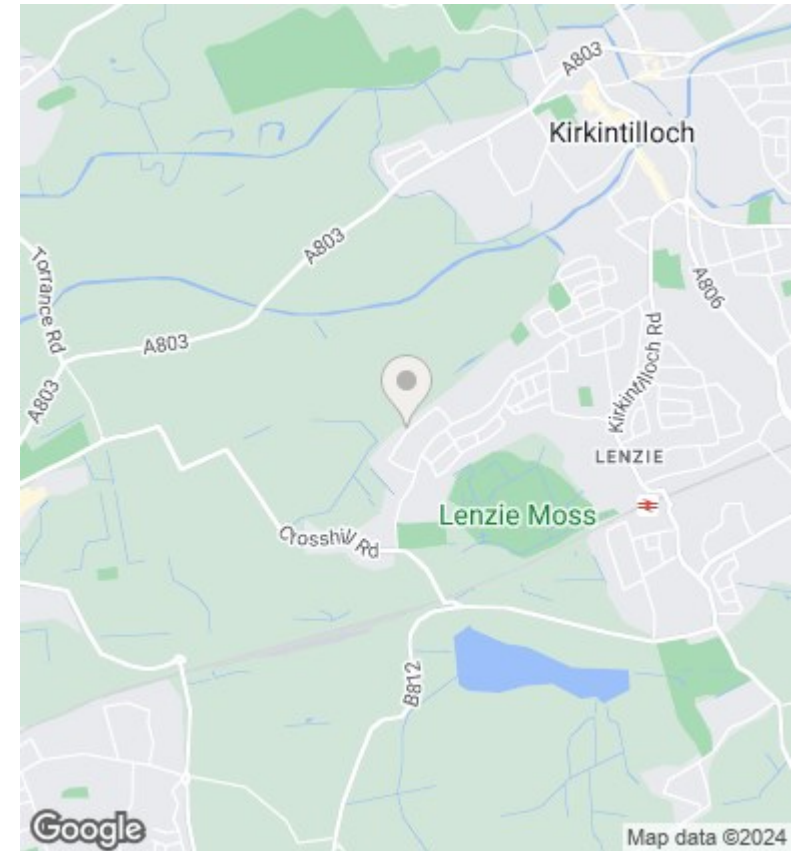 A803
Kirkintilloch
A803
Torrance Rd
A806
A803
Kirkintilloch Rd
A803
LENZIE
Lenzie Moss
Crosshill Rd
B812
Google
Map data ©2024